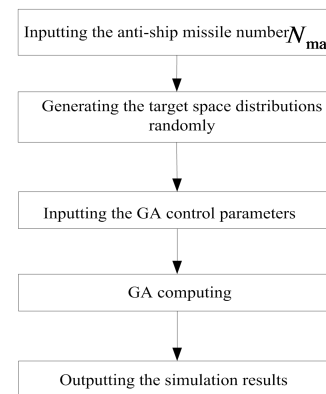 Inputting the anti-ship missile number N ma
Generating the target space distributions
randomly
Inputting the GA control parameters
GA computing
Outputting the simulation results